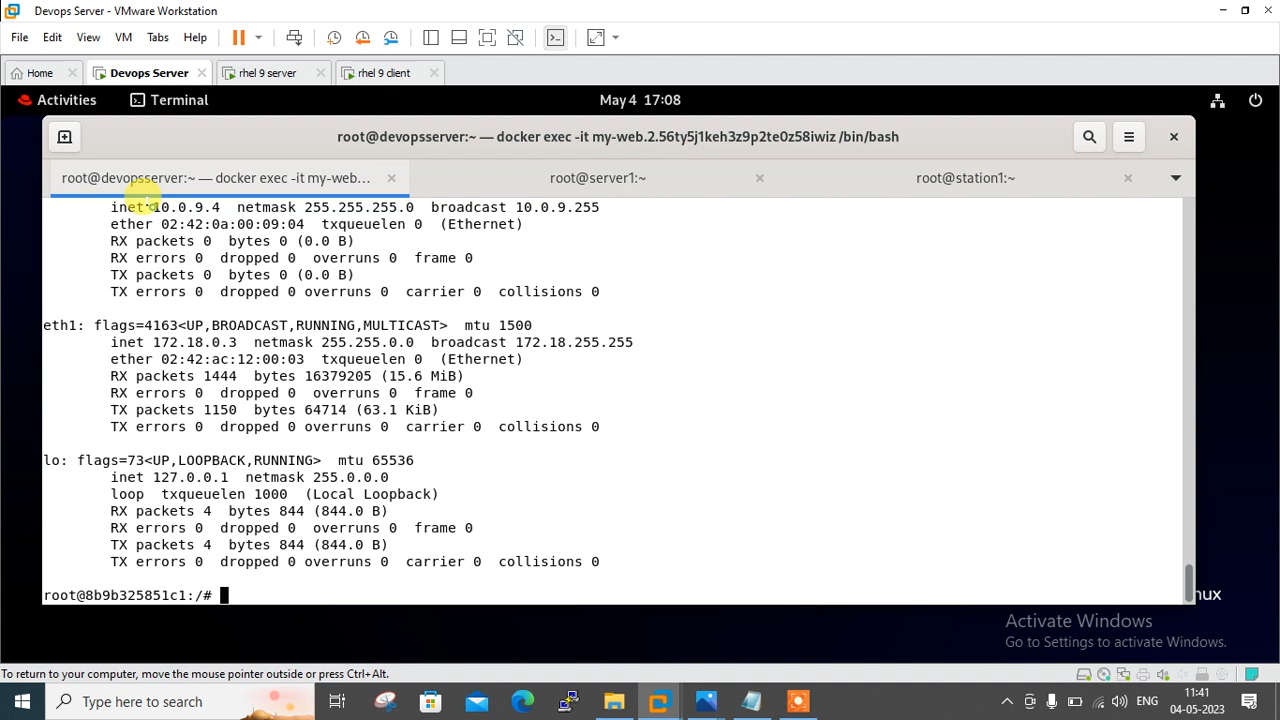 Devops Server - VMware Workstation
File Edit View VM Tabs Help
Home Devops Server rhel 9 server rhel 9 client
Activities Terminal May 4 17:08
root@devopsserver:~ — docker exec -it my-web.2.56ty5j1keh3z9p2te0z58iwiz /bin/bash
root@devopsserver:~ — docker exec -it my-web... root@server1:~ root@station1:~
inet 10.0.9.4 netmask 255.255.255.0 broadcast 10.0.9.255
ether 02:42:0a:00:09:04 txqueuelen 0 (Ethernet)
RX packets 0 bytes 0 (0.0 B)
RX errors 0 dropped 0 overruns 0 frame 0
TX packets 0 bytes 0 (0.0 B)
TX errors 0 dropped 0 overruns 0 carrier 0 collisions 0
eth1: flags=4163<UP,BROADCAST,RUNNING,MULTICAST> mtu 1500
inet 172.18.0.3 netmask 255.255.0.0 broadcast 172.18.255.255
ether 02:42:ac:12:00:03 txqueuelen 0 (Ethernet)
RX packets 1444 bytes 16379205 (15.6 MiB)
RX errors 0 dropped 0 overruns 0 frame 0
TX packets 1150 bytes 64714 (63.1 KiB)
TX errors 0 dropped 0 overruns 0 carrier 0 collisions 0
lo: flags=73<UP,LOOPBACK,RUNNING> mtu 65536
inet 127.0.0.1 netmask 255.0.0.0
loop txqueuelen 1000 (Local Loopback)
RX packets 4 bytes 844 (844.0 B)
RX errors 0 dropped 0 overruns 0 frame 0
TX packets 4 bytes 844 (844.0 B)
TX errors 0 dropped 0 overruns 0 carrier 0 collisions 0
root@8b9b325851c1:/#
nux
Activate Windows
Go to Settings to activate Windows.
To return to your computer, move the mouse pointer outside or press Ctrl+Alt.
Type here to search
ENG
11:41
04-05-2023